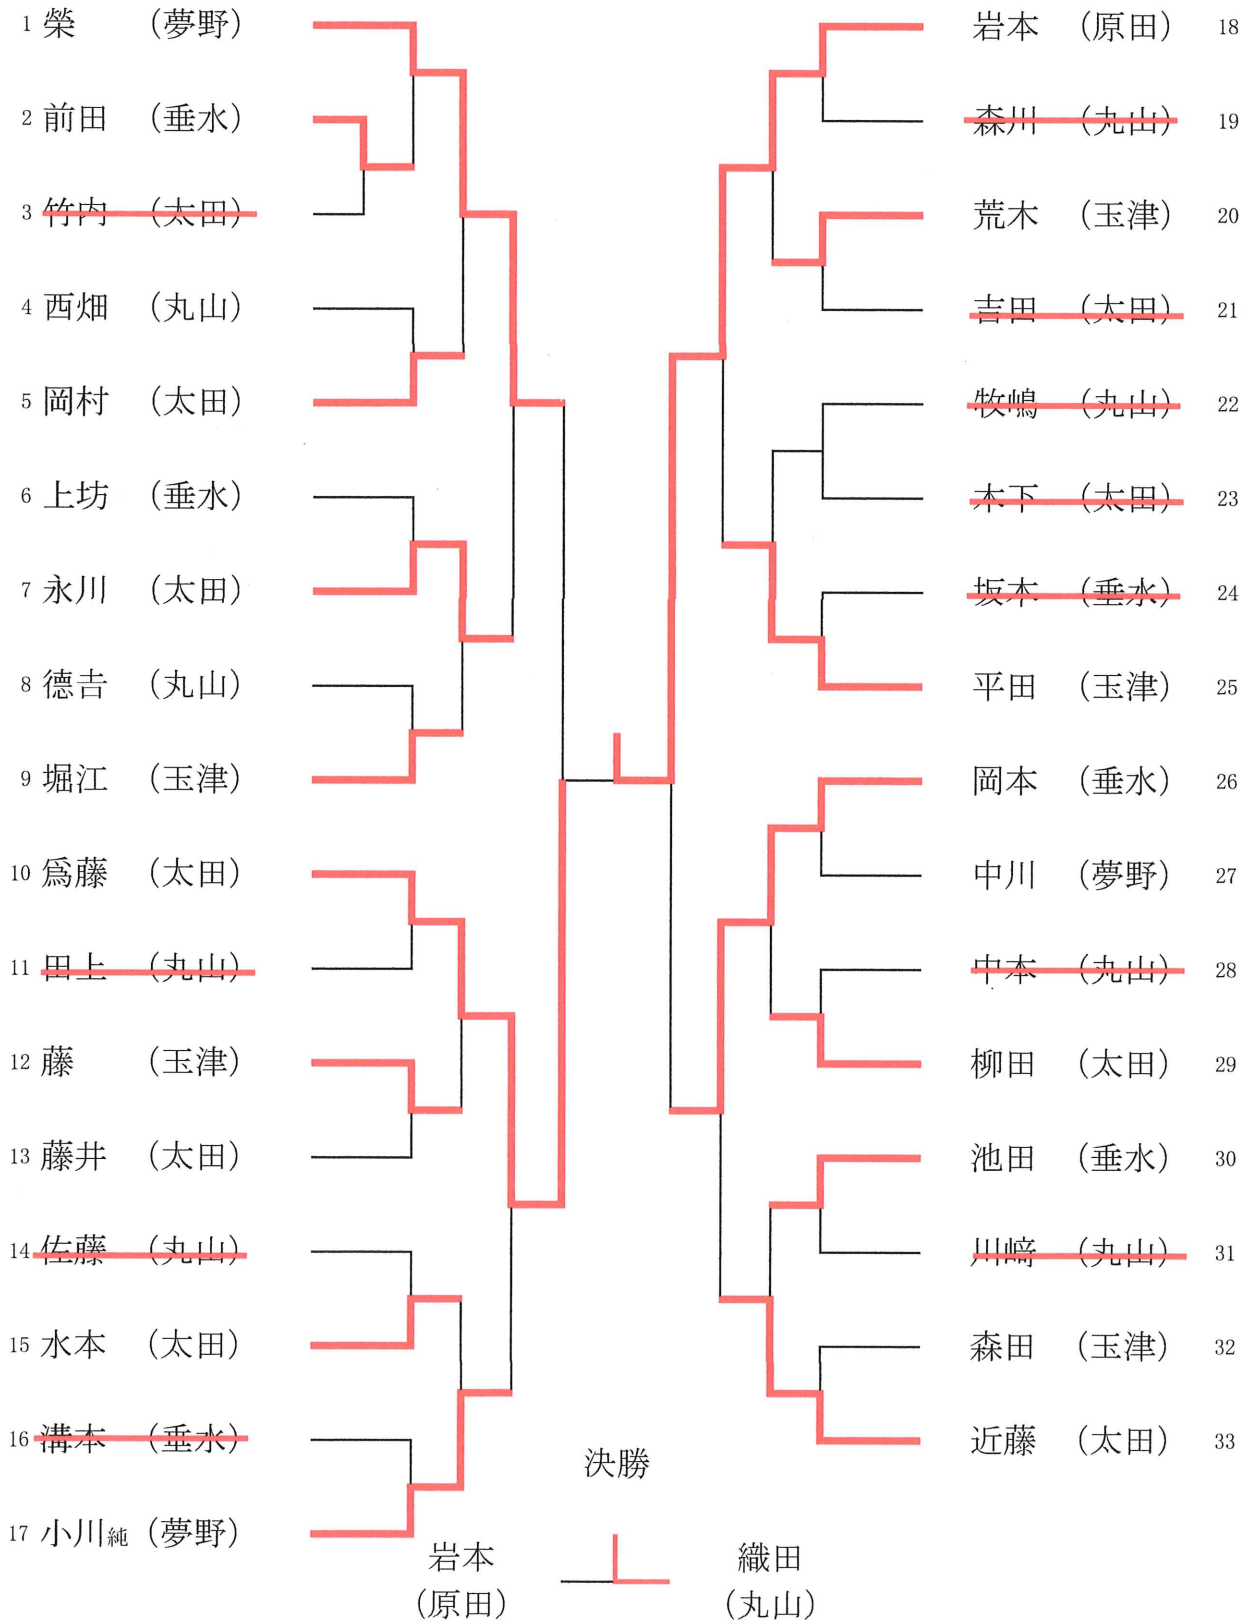 1 榮 (夢野)
2 前田 (垂水)
3 竹内 (太田)
4 西畑 (丸山)
5 岡村 (太田)
6 上坊 (垂水)
7 永川 (太田)
8 德𠮷 (丸山)
9 堀江 (玉津)
10 爲藤 (太田)
11 田上 (丸山)
12 藤 (玉津)
13 藤井 (太田)
14 佐藤 (丸山)
15 水本 (太田)
16 溝本 (垂水)
17 小川純 (夢野)
岩本 (原田) 18
森川 (丸山) 19
荒木 (玉津) 20
吉田 (太田) 21
牧嶋 (丸山) 22
木下 (太田) 23
坂本 (垂水) 24
平田 (玉津) 25
岡本 (垂水) 26
中川 (夢野) 27
中本 (丸山) 28
柳田 (太田) 29
池田 (垂水) 30
川﨑 (丸山) 31
森田 (玉津) 32
近藤 (太田) 33
決勝
岩本
(原田)
織田
(丸山)